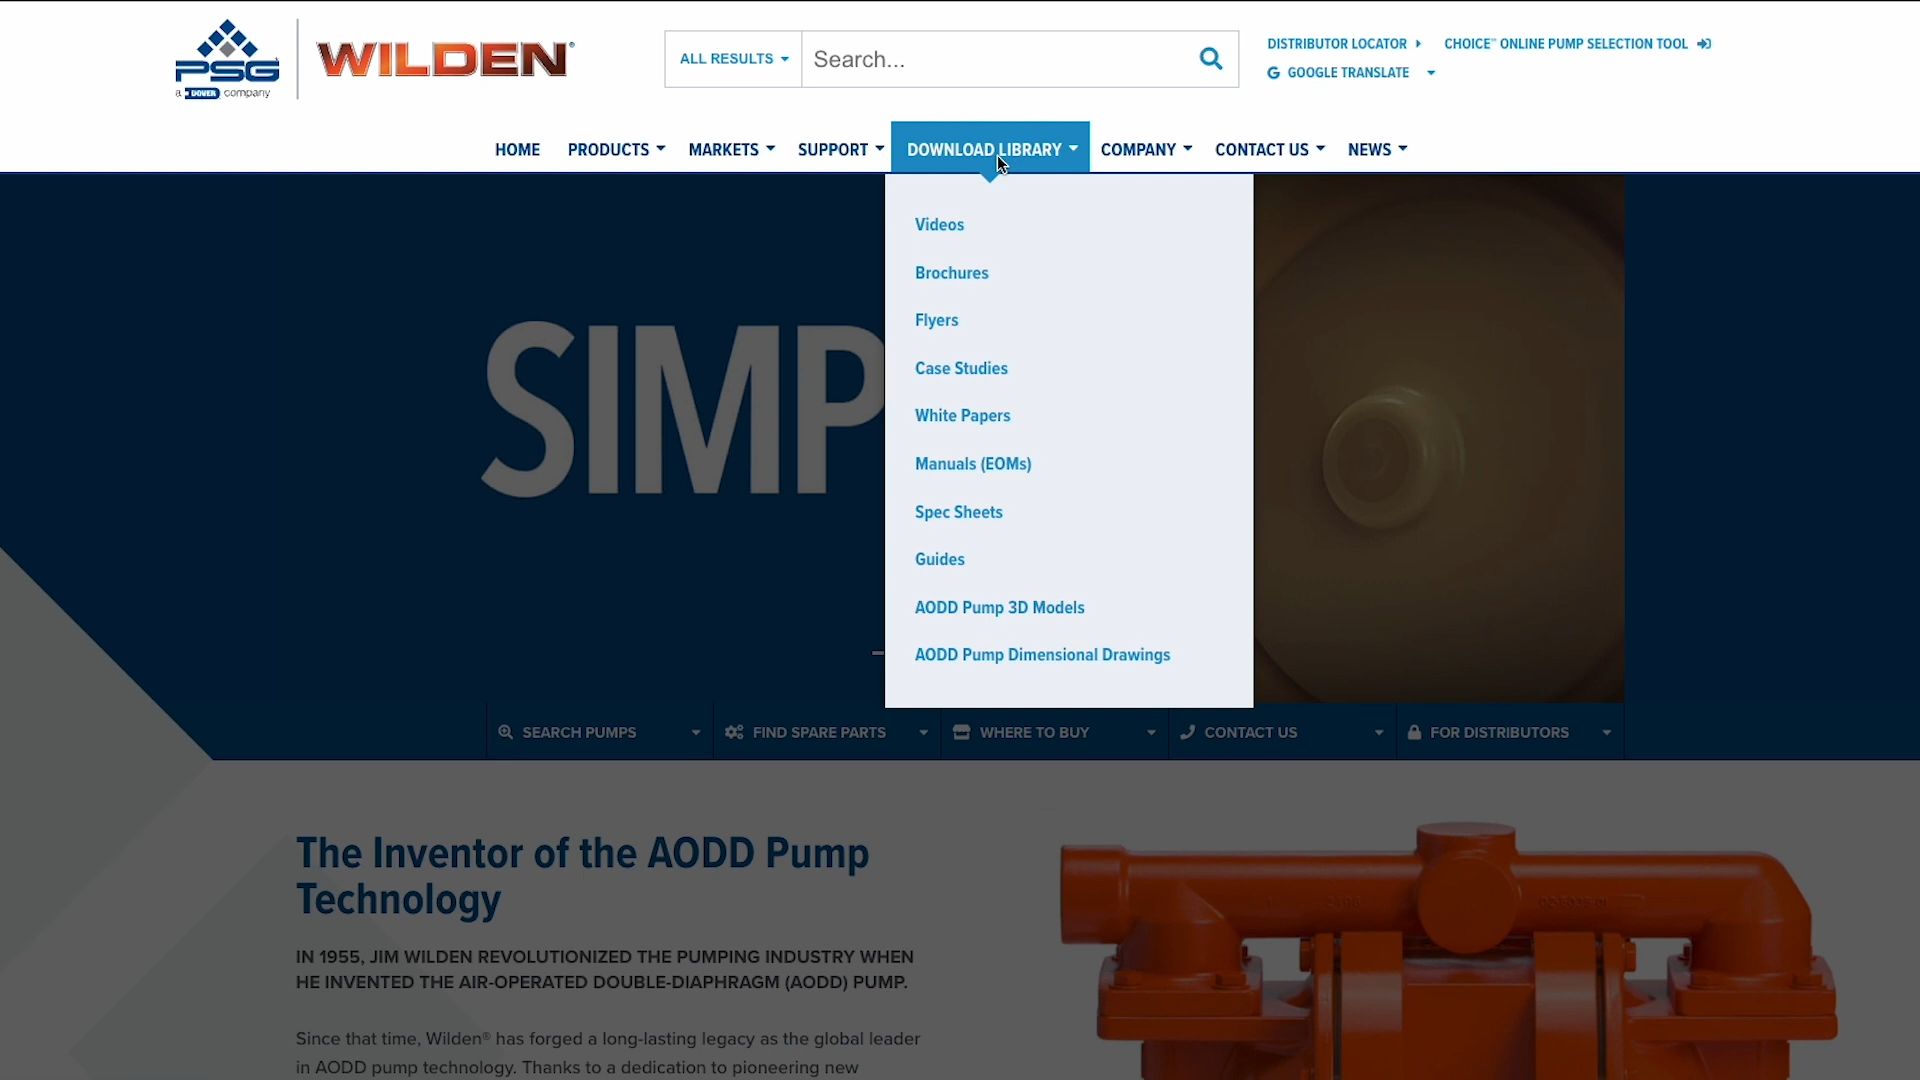 PSG
a DOVER company
WILDEN®
ALL RESULTS
Search...
DISTRIBUTOR LOCATOR
CHOICE™ ONLINE PUMP SELECTION TOOL
G GOOGLE TRANSLATE
HOME
PRODUCTS
MARKETS
SUPPORT
DOWNLOAD LIBRARY
COMPANY
CONTACT US
NEWS
Videos
Brochures
Flyers
Case Studies
White Papers
Manuals (EOMs)
Spec Sheets
Guides
AODD Pump 3D Models
AODD Pump Dimensional Drawings
SIMP
SEARCH PUMPS
FIND SPARE PARTS
WHERE TO BUY
CONTACT US
FOR DISTRIBUTORS
The Inventor of the AODD Pump
Technology
IN 1955, JIM WILDEN REVOLUTIONIZED THE PUMPING INDUSTRY WHEN
HE INVENTED THE AIR-OPERATED DOUBLE-DIAPHRAGM (AODD) PUMP.
Since that time, Wilden® has forged a long-lasting legacy as the global leader
in AODD pump technology. Thanks to a dedication to pioneering new